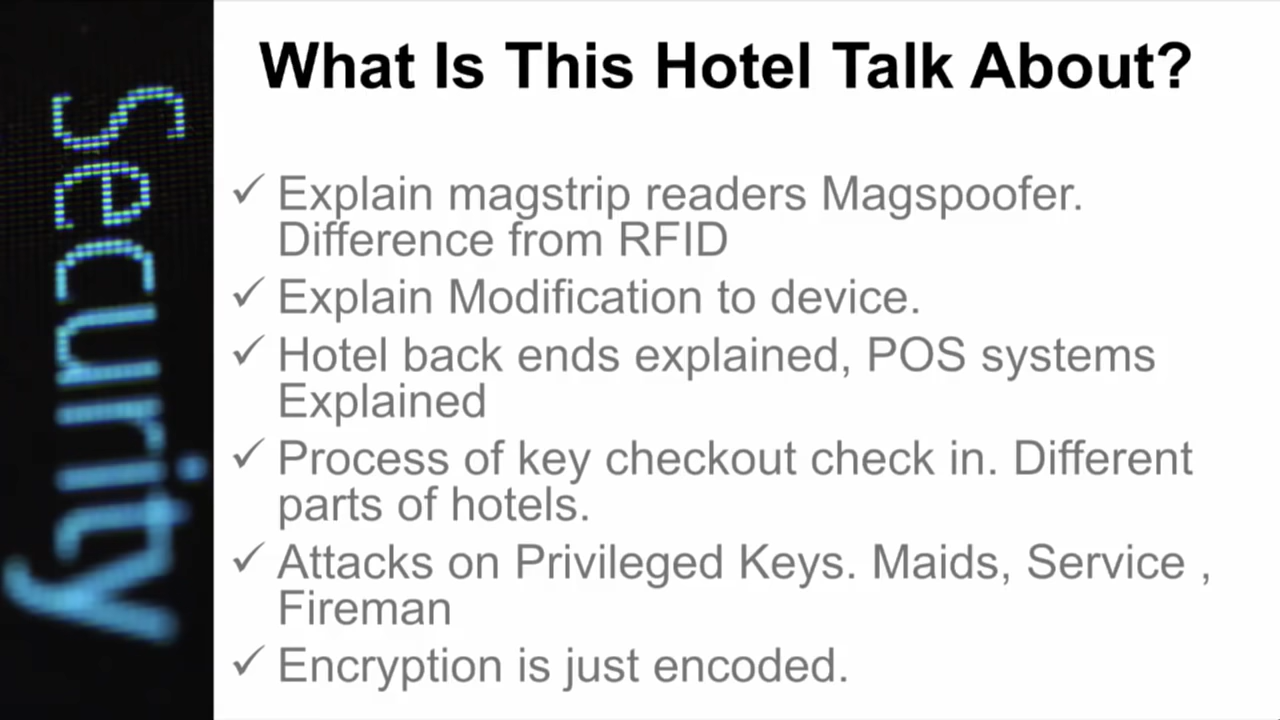 Security
What Is This Hotel Talk About?
✓ Explain magstrip readers Magspoofer.
Difference from RFID
✓ Explain Modification to device.
✓ Hotel back ends explained, POS systems
Explained
✓ Process of key checkout check in. Different
parts of hotels.
✓ Attacks on Privileged Keys. Maids, Service ,
Fireman
✓ Encryption is just encoded.